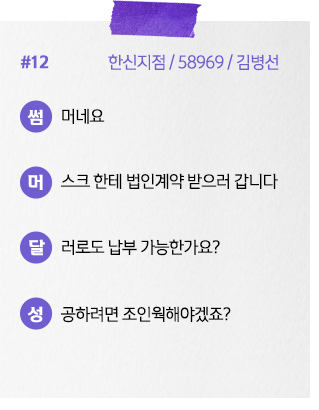 #12 한신지점 / 58969 / 김병선
썸 머네요
머 스크 한테 법인계약 받으러 갑니다
달 러로도 납부 가능한가요?
성 공하려면 조인웍해야겠죠?